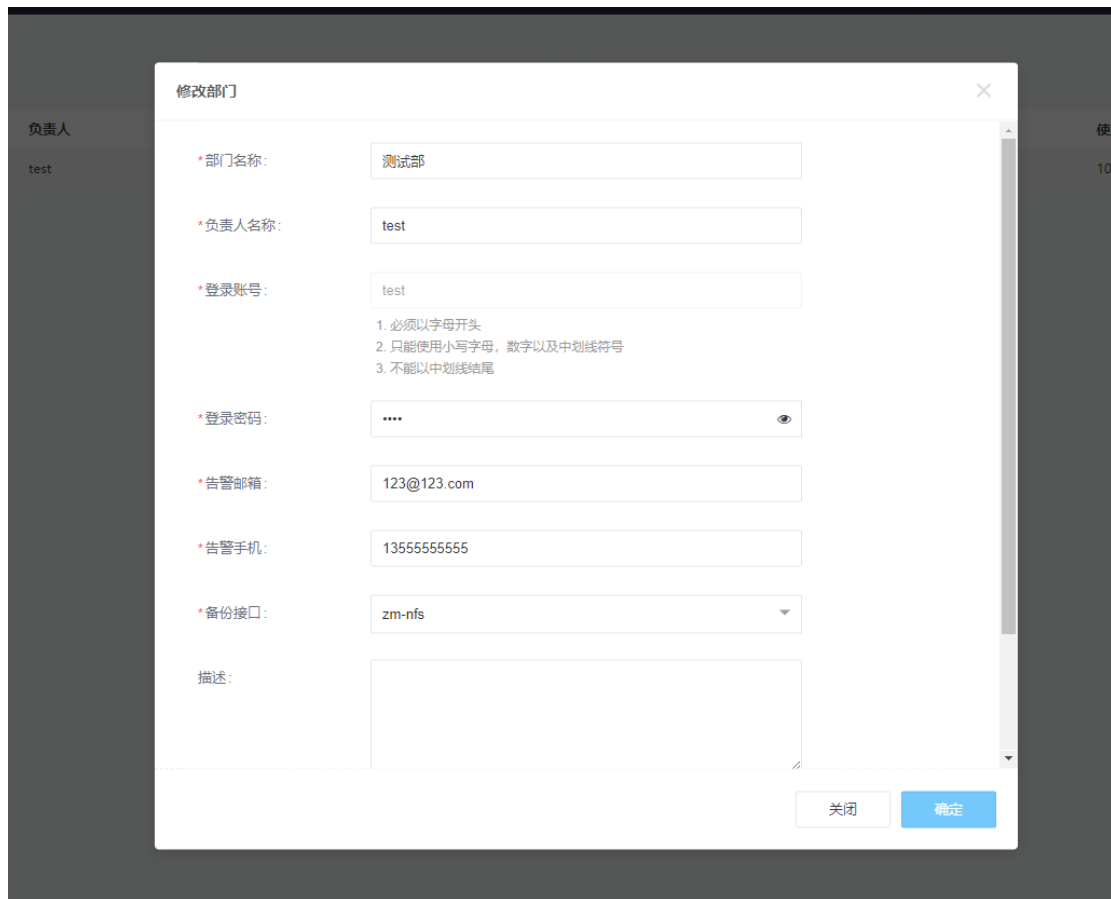 修改部门
负责人
使
test
10
*部门名称:
测试部
*负责人名称:
test
*登录账号:
test
1. 必须以字母开头
2. 只能使用小写字母，数字以及中划线符号
3. 不能以中划线结尾
*登录密码:
••••
*告警邮箱:
123@123.com
*告警手机:
13555555555
*备份接口:
zm-nfs
描述:
关闭
确定